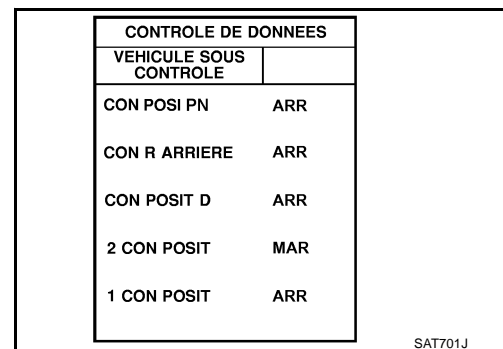 CONTROLE DE DONNEES
VEHICULE SOUS
CONTROLE
CON POSI PN ARR
CON R ARRIERE ARR
CON POSIT D ARR
2 CON POSIT MAR
1 CON POSIT ARR
SAT701J